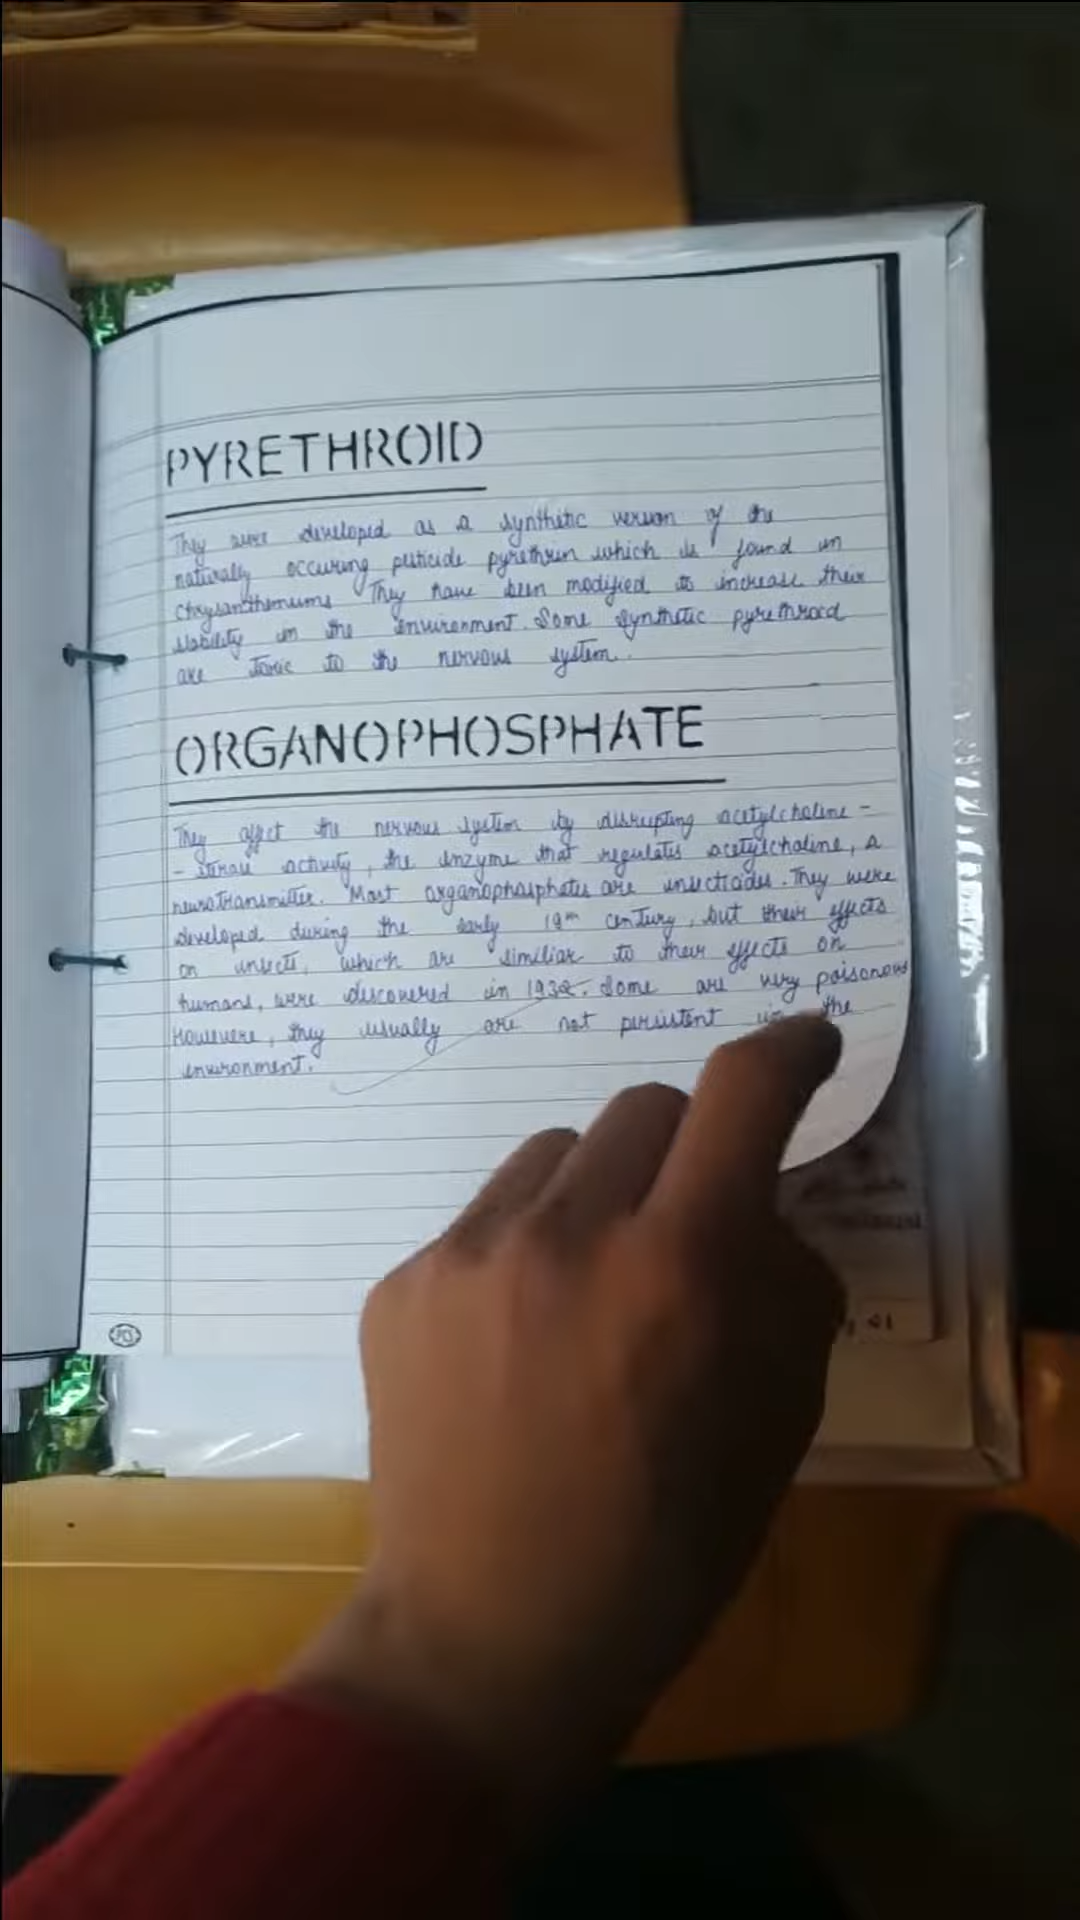 PYRETHROID
They were developed as a synthetic version of the
naturally occuring pesticide pyrethrin which is found in
chrysanthemums They have been modified to increase their
stability in the environment. Some synthetic pyrethroid
are toxic to the nervous system.
ORGANOPHOSPHATE
They affect the nervous system by disrupting acetylcholine -
- sterase activity, the enzyme that regulates acetylcholine, a
neurotransmitter. Most organophosphates are insecticides. They were
developed during the early 19th century, but their effects
on insects, which are similiar to their effects on
humans, were discovered in 1932. Some are very poisonous
However, they usually are not persistent in the
environment.